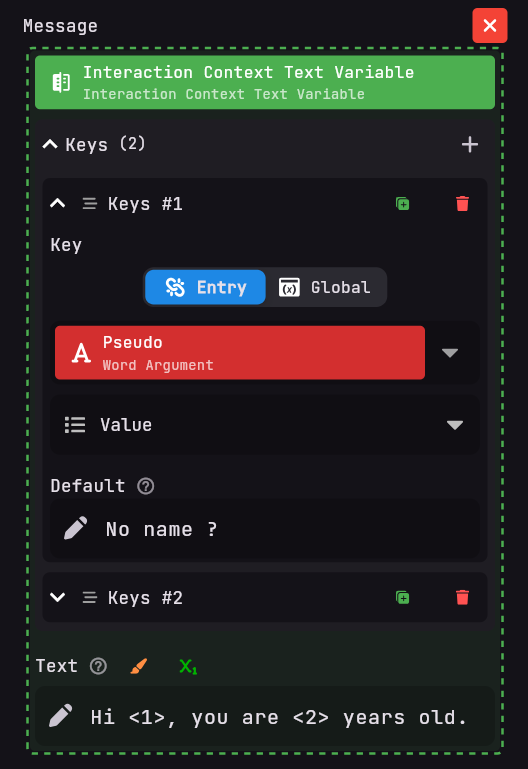 Message
Interaction Context Text Variable
Interaction Context Text Variable
Keys (2)
Keys #1
Key
Entry Global
Pseudo
Word Argument
Value
Default
No name ?
Keys #2
Text
Hi <1>, you are <2> years old.